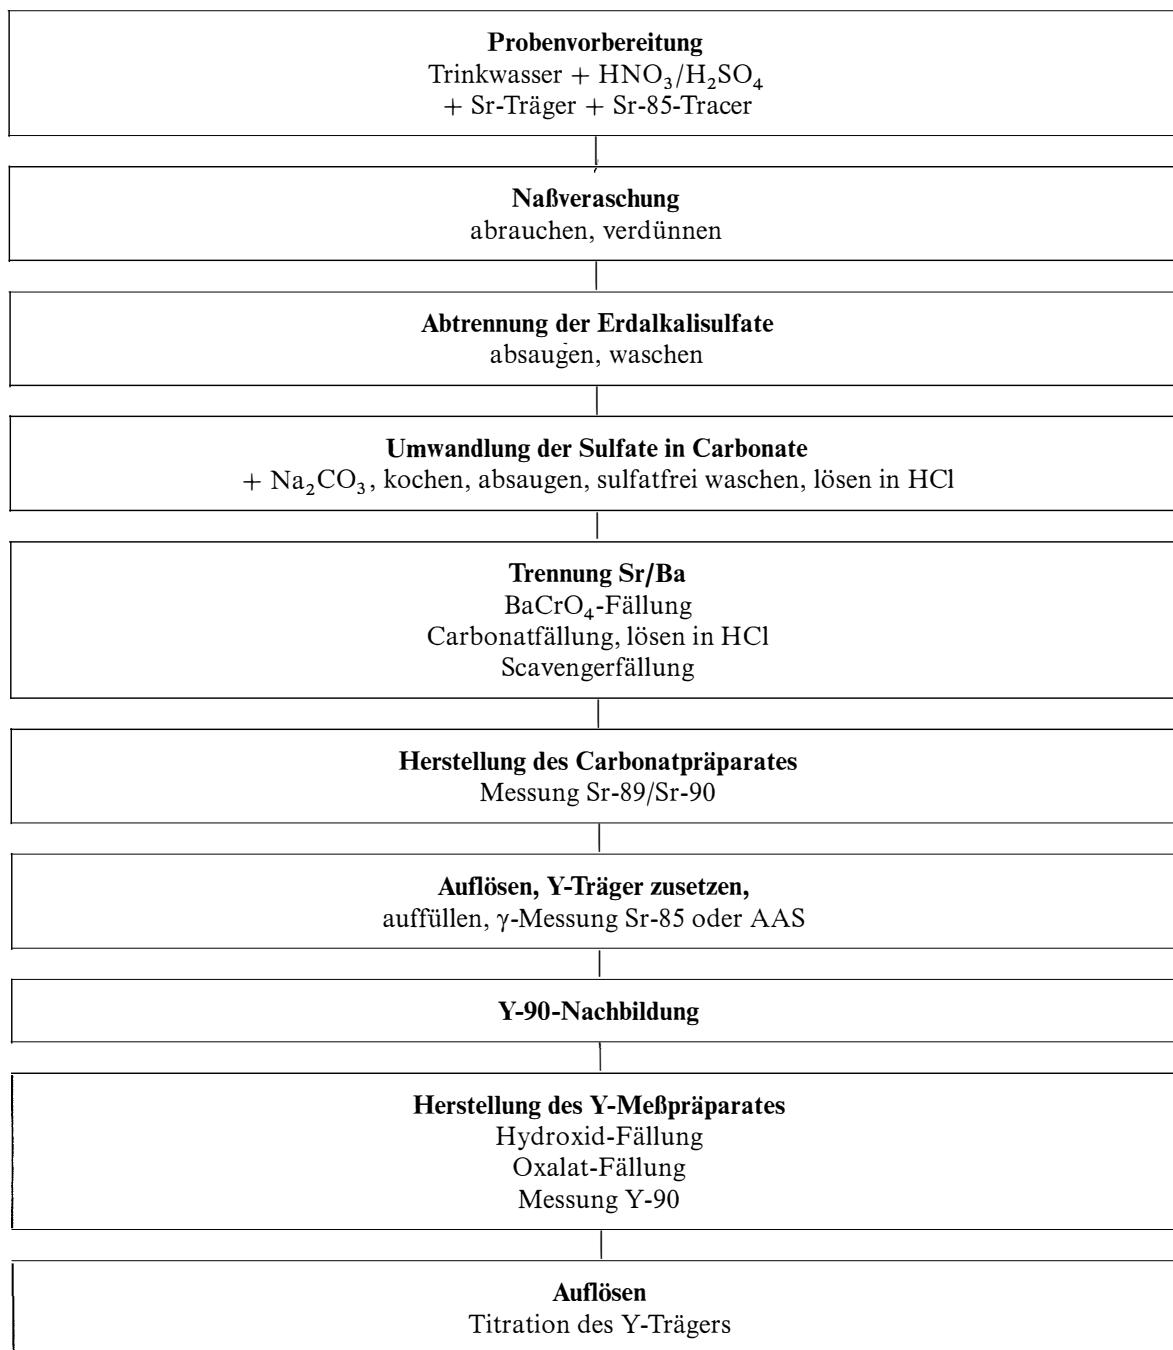 Probenvorbereitung
Trinkwasser + HNO₃/H₂SO₄
+ Sr-Träger + Sr-85-Tracer
Naßveraschung
abrauchen, verdünnen
Abtrennung der Erdalkalisulfate
absaugen, waschen
Umwandlung der Sulfate in Carbonate
+ Na₂CO₃, kochen, absaugen, sulfatfrei waschen, lösen in HCl
Trennung Sr/Ba
BaCrO₄-Fällung
Carbonatfällung, lösen in HCl
Scavengerfällung
Herstellung des Carbonatpräparates
Messung Sr-89/Sr-90
Auflösen, Y-Träger zusetzen,
auffüllen, γ-Messung Sr-85 oder AAS
Y-90-Nachbildung
Herstellung des Y-Meßpräparates
Hydroxid-Fällung
Oxalat-Fällung
Messung Y-90
Auflösen
Titration des Y-Trägers